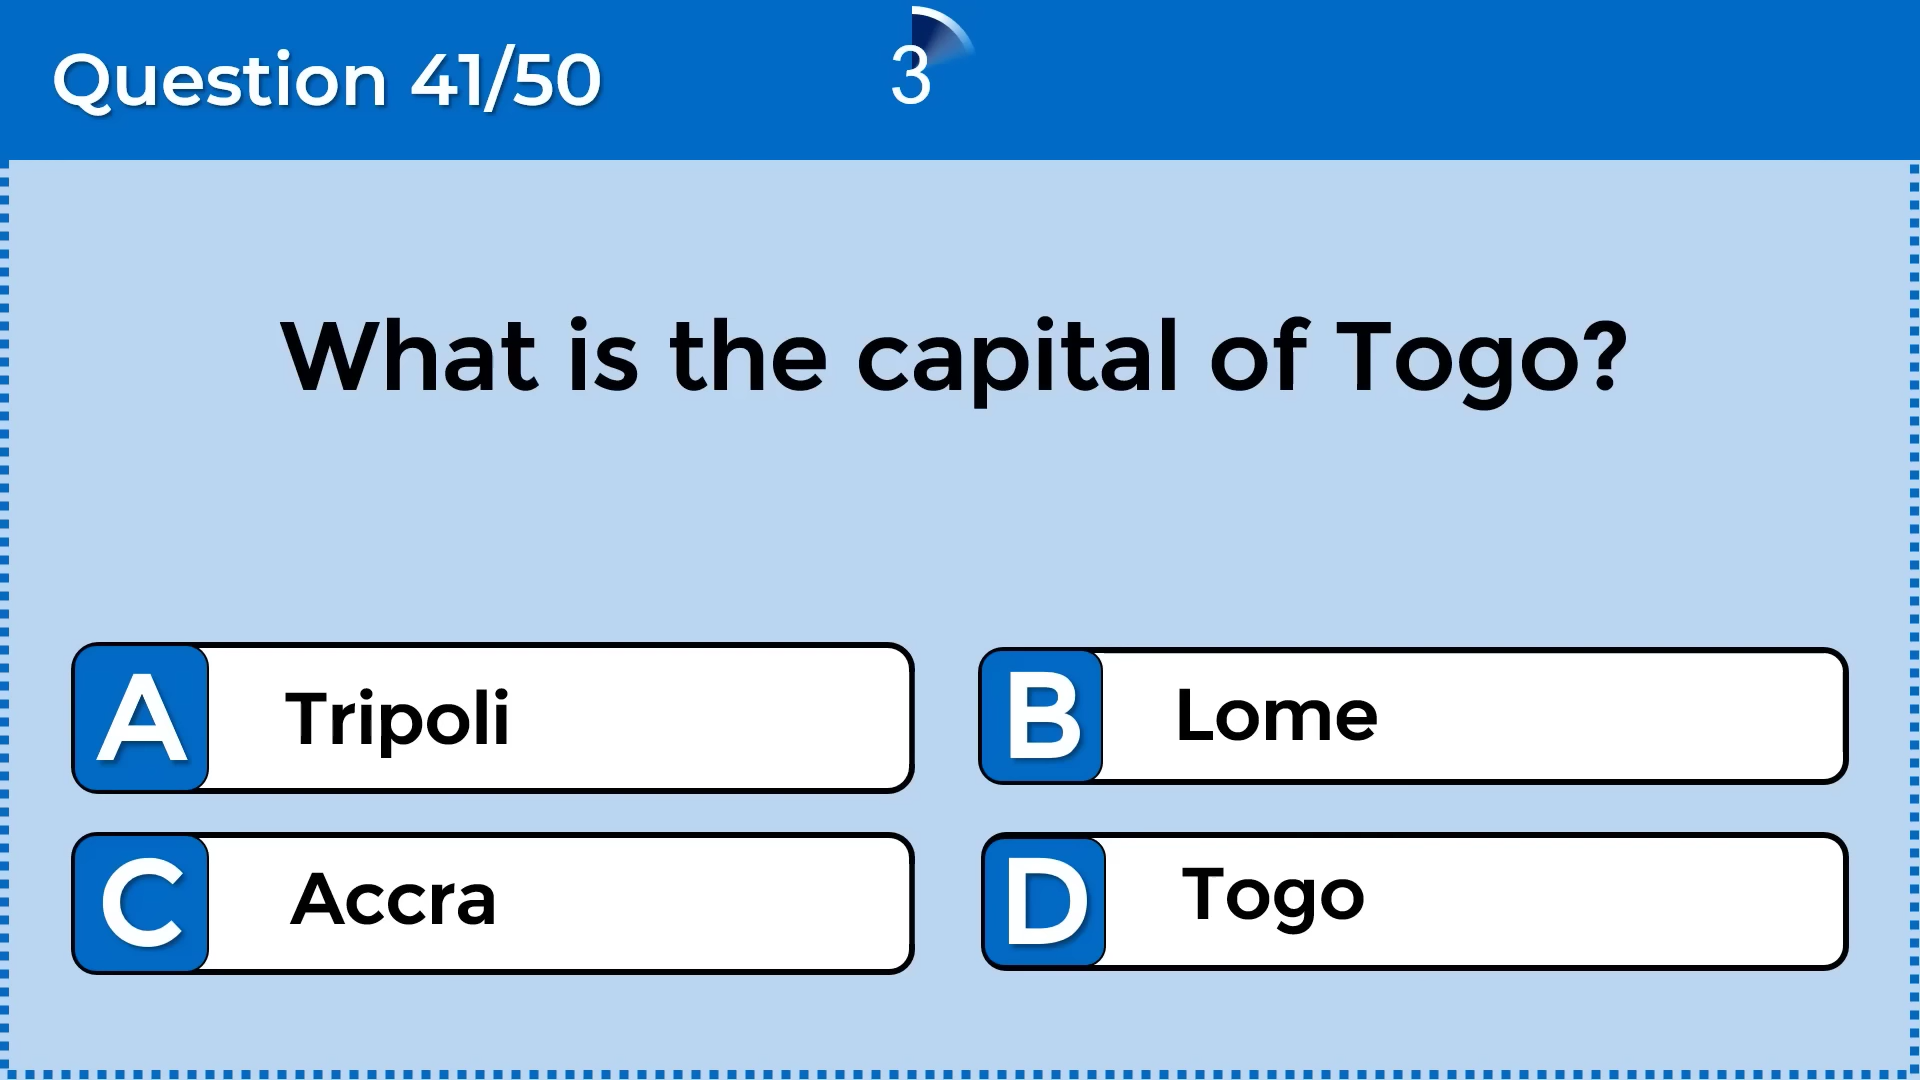 Question 41/50
3
What is the capital of Togo?
A Tripoli
B Lome
C Accra
D Togo